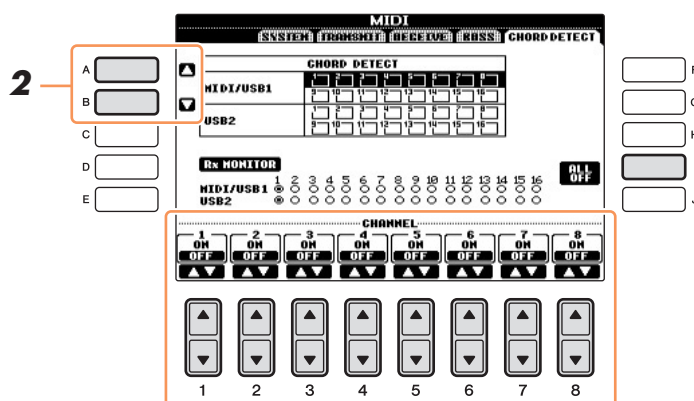 MIDI
SYSTEM TRANSMIT RECEIVE BASS CHORD DETECT
2
A
B
C
D
E
F
H
CHORD DETECT
MIDI/USB1
1 2 3 4 5 6 7 8
9 10 11 12 13 14 15 16
USB2
1 2 3 4 5 6 7 8
9 10 11 12 13 14 15 16
Rx MONITOR
ALL OFF
1 2 3 4 5 6 7 8 9 10 11 12 13 14 15 16
MIDI/USB1
USB2
CHANNEL
1 2 3 4 5 6 7 8
ON ON ON ON ON ON ON ON
OFF OFF OFF OFF OFF OFF OFF OFF
1 2 3 4 5 6 7 8